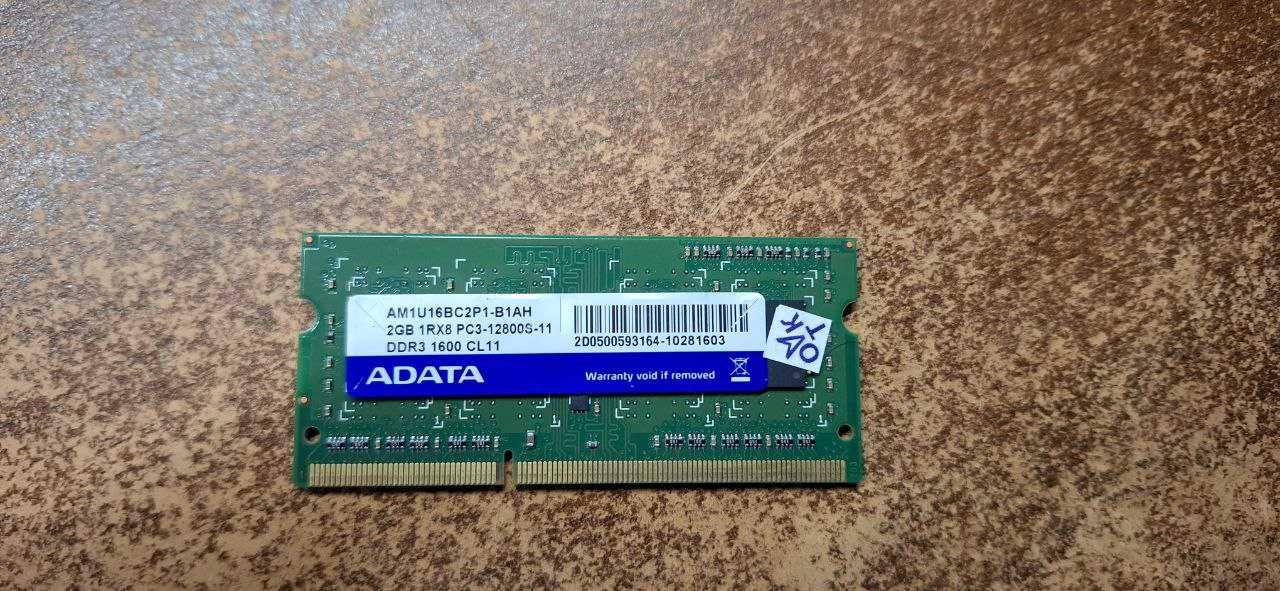 AM1U16BC2P1-B1AH
2GB 1RX8 PC3-12800S-11
DDR3 1600 CL11
2D0500593164-10281603
ADATA
Warranty void if removed